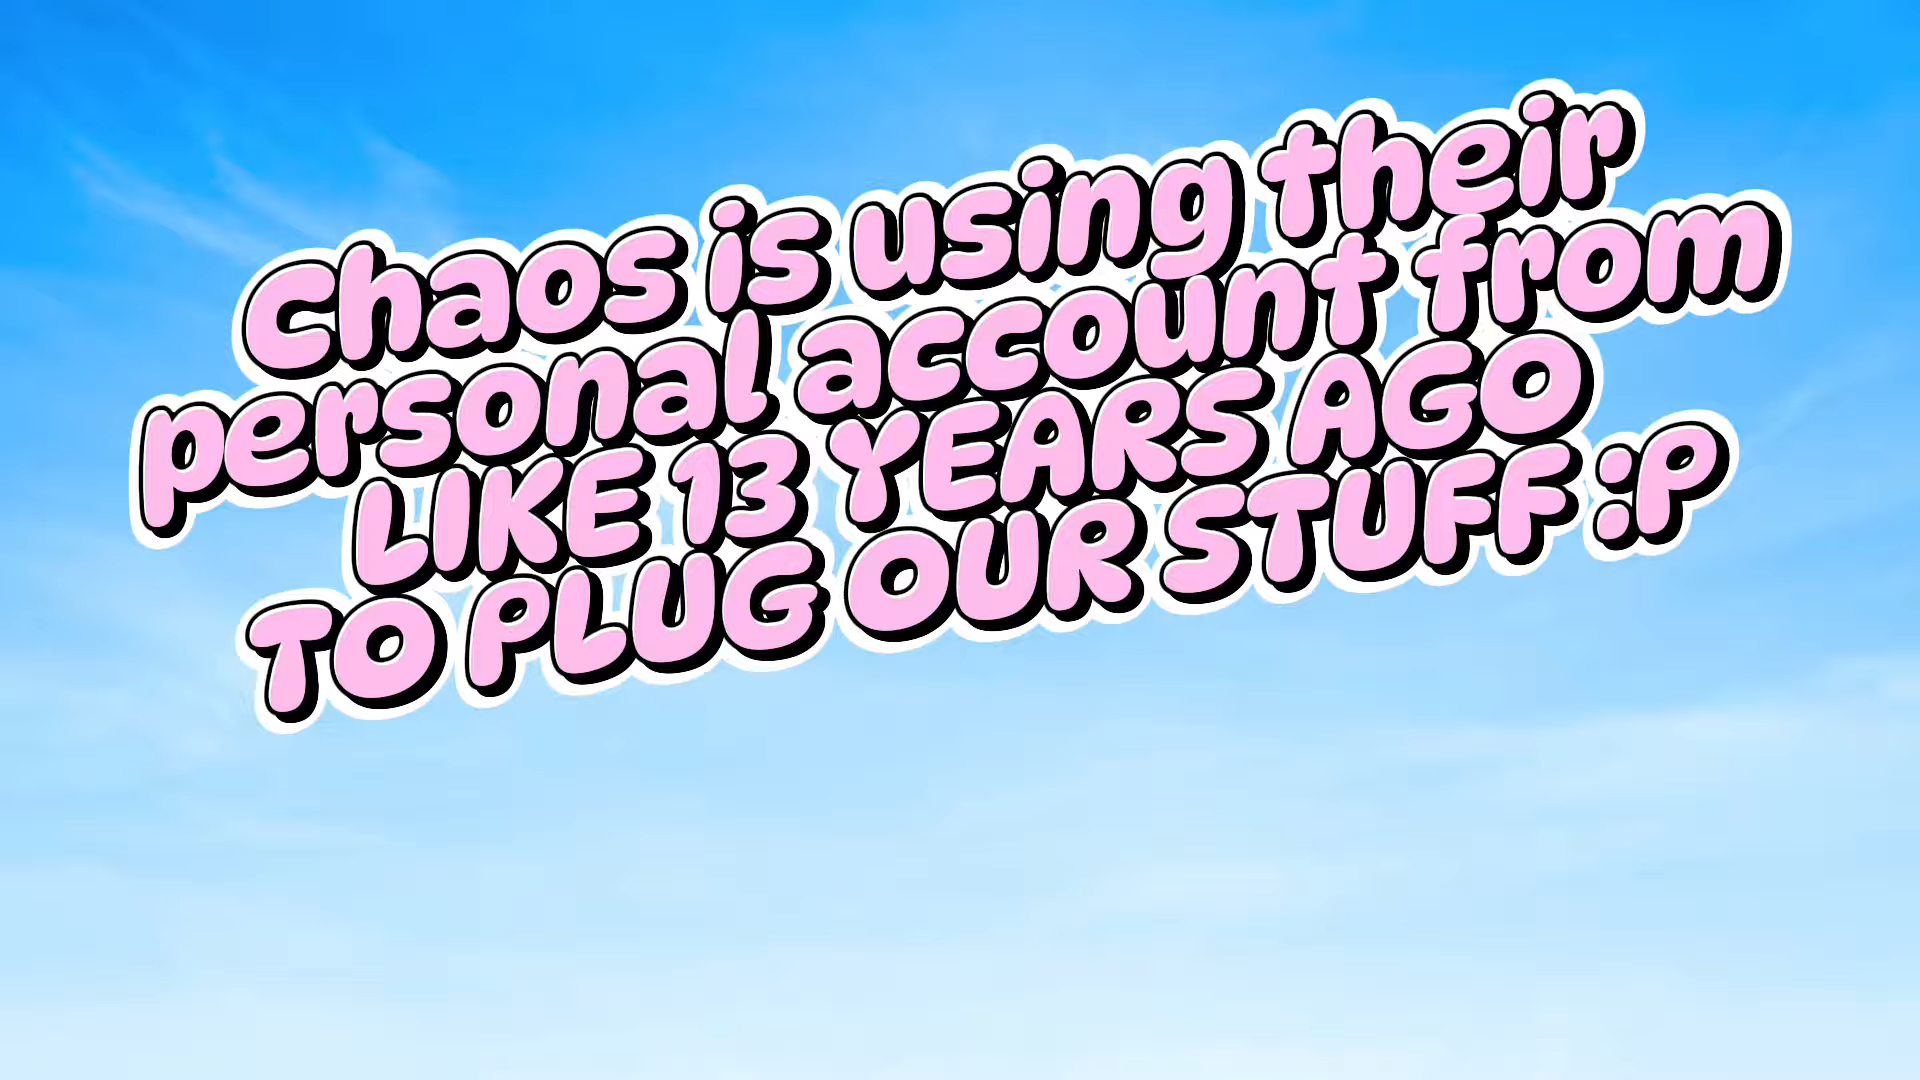 Chaos is using their
personal account from
LIKE 13 YEARS AGO
TO PLUG OUR STUFF :P